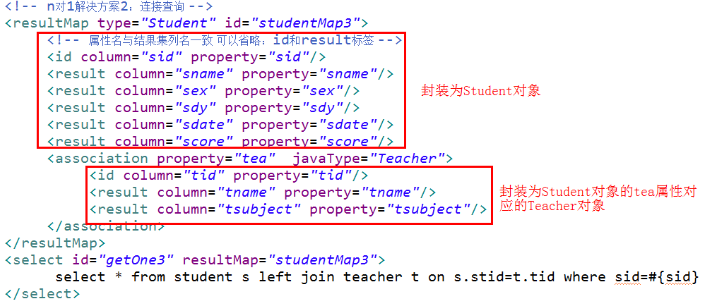 <!-- n对1解决方案2：连接查询 -->
<resultMap type="Student" id="studentMap3">
<!-- 属性名与结果集列名一致 可以省略：id和result标签 -->
<id column="sid" property="sid"/>
<result column="sname" property="sname"/>
<result column="sex" property="sex"/>
封装为Student对象
<result column="sdy" property="sdy"/>
<result column="sdate" property="sdate"/>
<result column="score" property="score"/>
<association property="tea"  javaType="Teacher">
<id column="tid" property="tid"/>
<result column="tname" property="tname"/>
<result column="tsubject" property="tsubject"/>
封装为Student对象的tea属性对
应的Teacher对象
</association>
</resultMap>
<select id="getOne3" resultMap="studentMap3">
select * from student s left join teacher t on s.stid=t.tid where sid=#{sid}
</select>